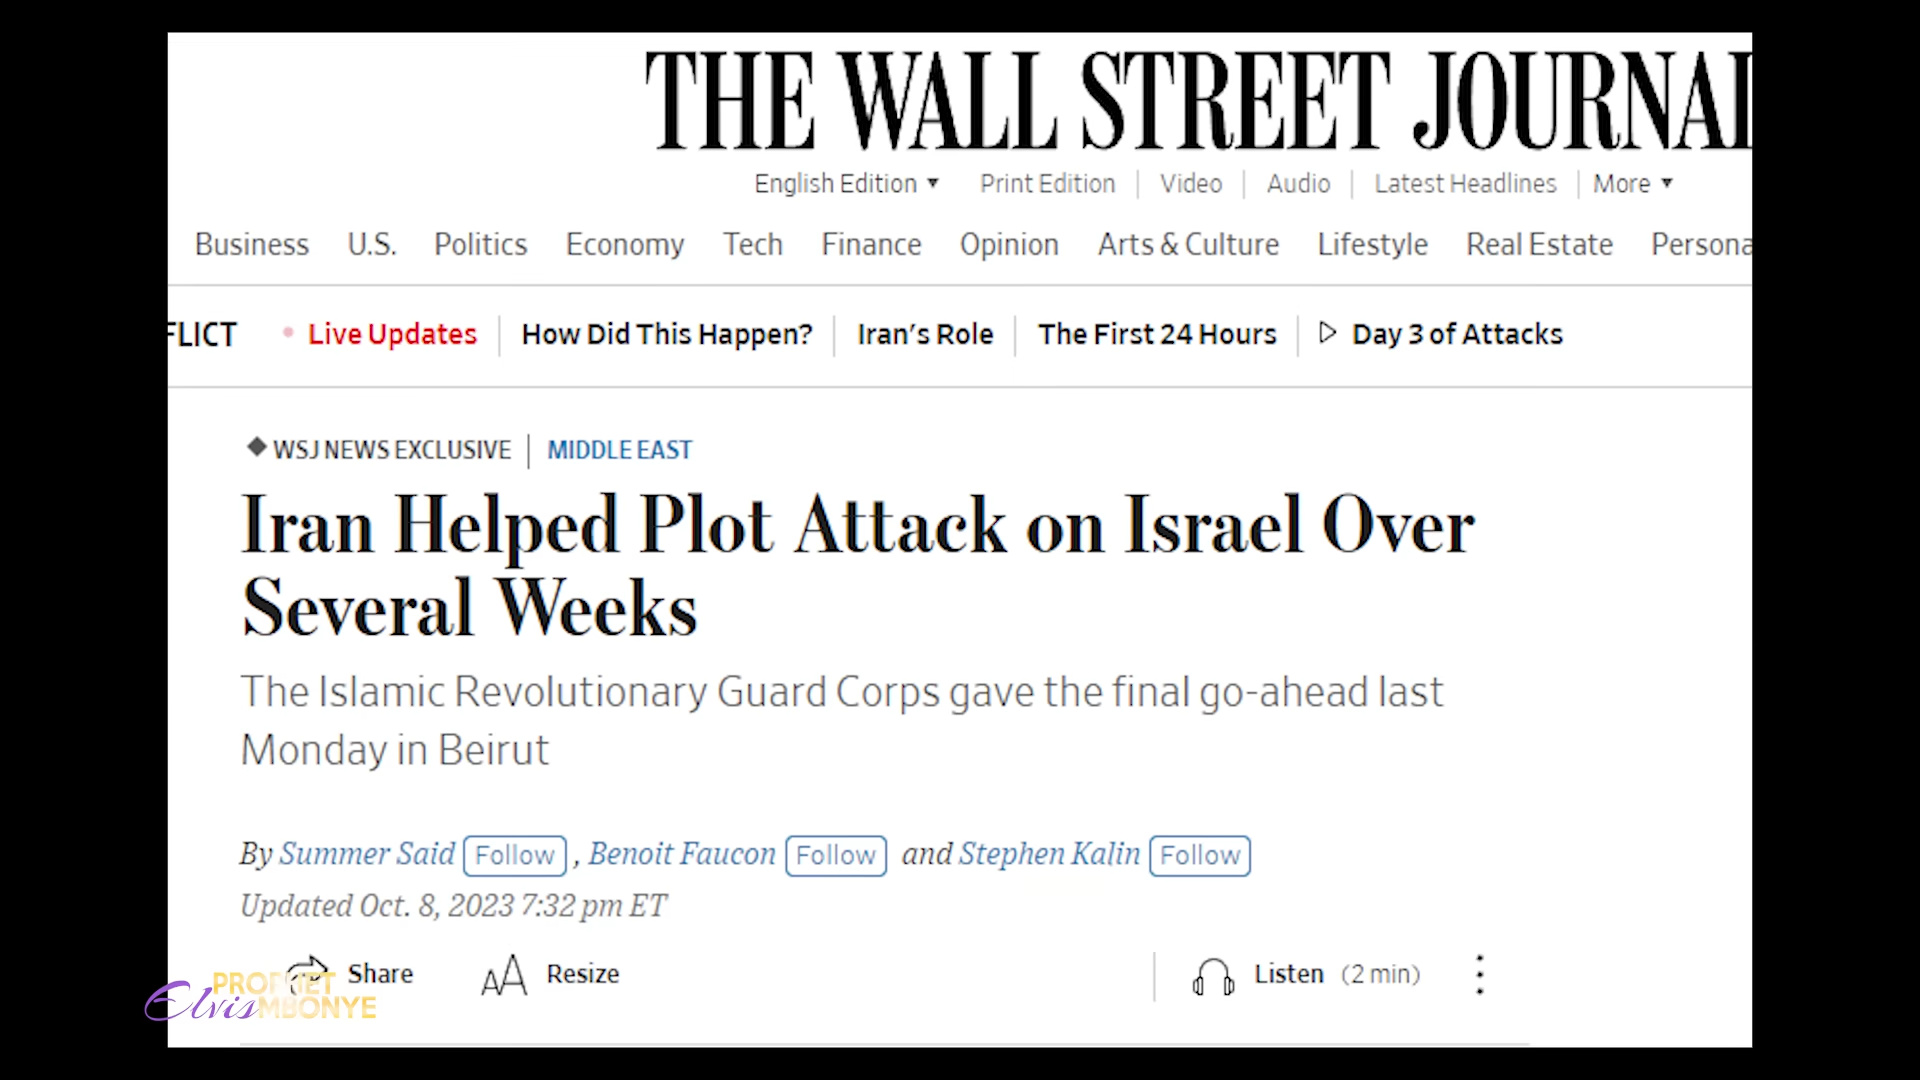 THE WALL STREET JOURNAL
English Edition Print Edition Video Audio Latest Headlines More
Business U.S. Politics Economy Tech Finance Opinion Arts & Culture Lifestyle Real Estate Persona
FLICT Live Updates How Did This Happen? Iran's Role The First 24 Hours Day 3 of Attacks
WSJ NEWS EXCLUSIVE MIDDLE EAST
Iran Helped Plot Attack on Israel Over
Several Weeks
The Islamic Revolutionary Guard Corps gave the final go-ahead last
Monday in Beirut
By Summer Said Follow , Benoit Faucon Follow and Stephen Kalin Follow
Updated Oct. 8, 2023 7:32 pm ET
Share AA Resize Listen (2 min)
PROPHET
Elvis MBONYE